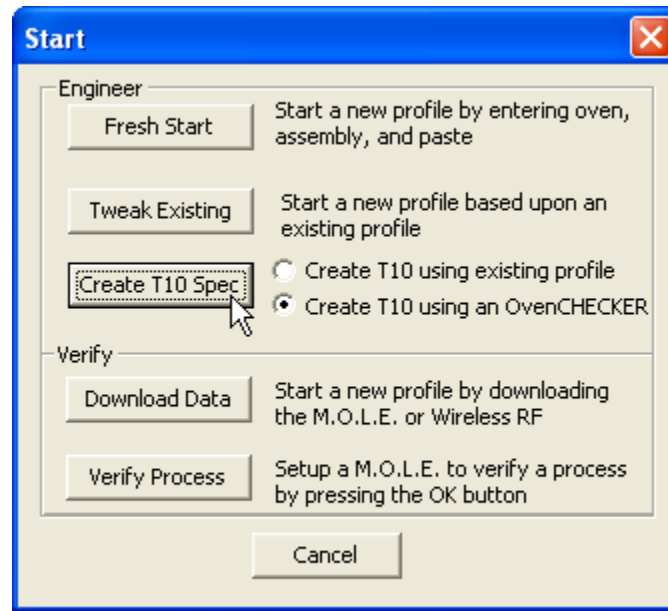 Start
Engineer
Fresh Start
Start a new profile by entering oven,
assembly, and paste
Tweak Existing
Start a new profile based upon an
existing profile
Create T10 Spec
Create T10 using existing profile
Create T10 using an OvenCHECKER
Verify
Download Data
Start a new profile by downloading
the M.O.L.E. or Wireless RF
Verify Process
Setup a M.O.L.E. to verify a process
by pressing the OK button
Cancel